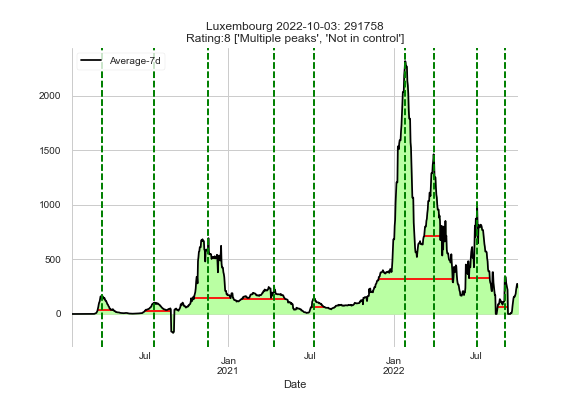 Luxembourg 2022-10-03: 291758
Rating:8 ['Multiple peaks', 'Not in control']
Average-7d
2000
1500
1000
500
0
Jul
Jan
2021
Jul
Jan
2022
Jul
Date